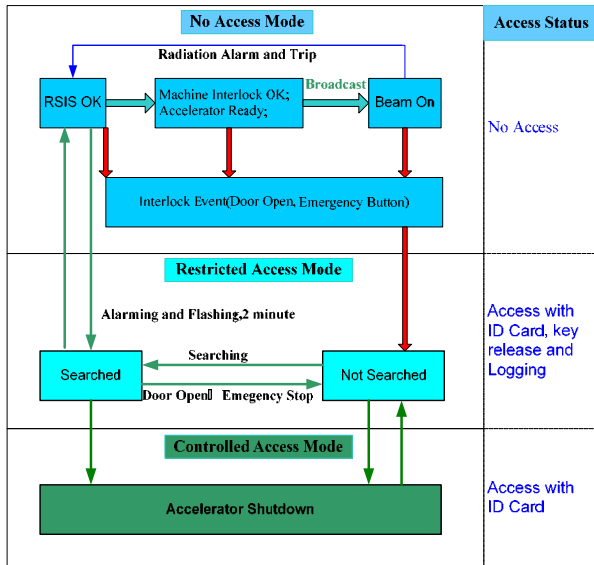 No Access Mode
Access Status
Radiation Alarm and Trip
RSIS OK
Machine Interlock OK;
Accelerator Ready;
Broadcast
Beam On
No Access
Interlock Event(Door Open, Emergency Button)
Restricted Access Mode
Alarming and Flashing,2 minute
Access with
ID Card, key
release and
Logging
Searched
Searching
Not Searched
Door Open Emegency Stop
Controlled Access Mode
Accelerator Shutdown
Access with
ID Card